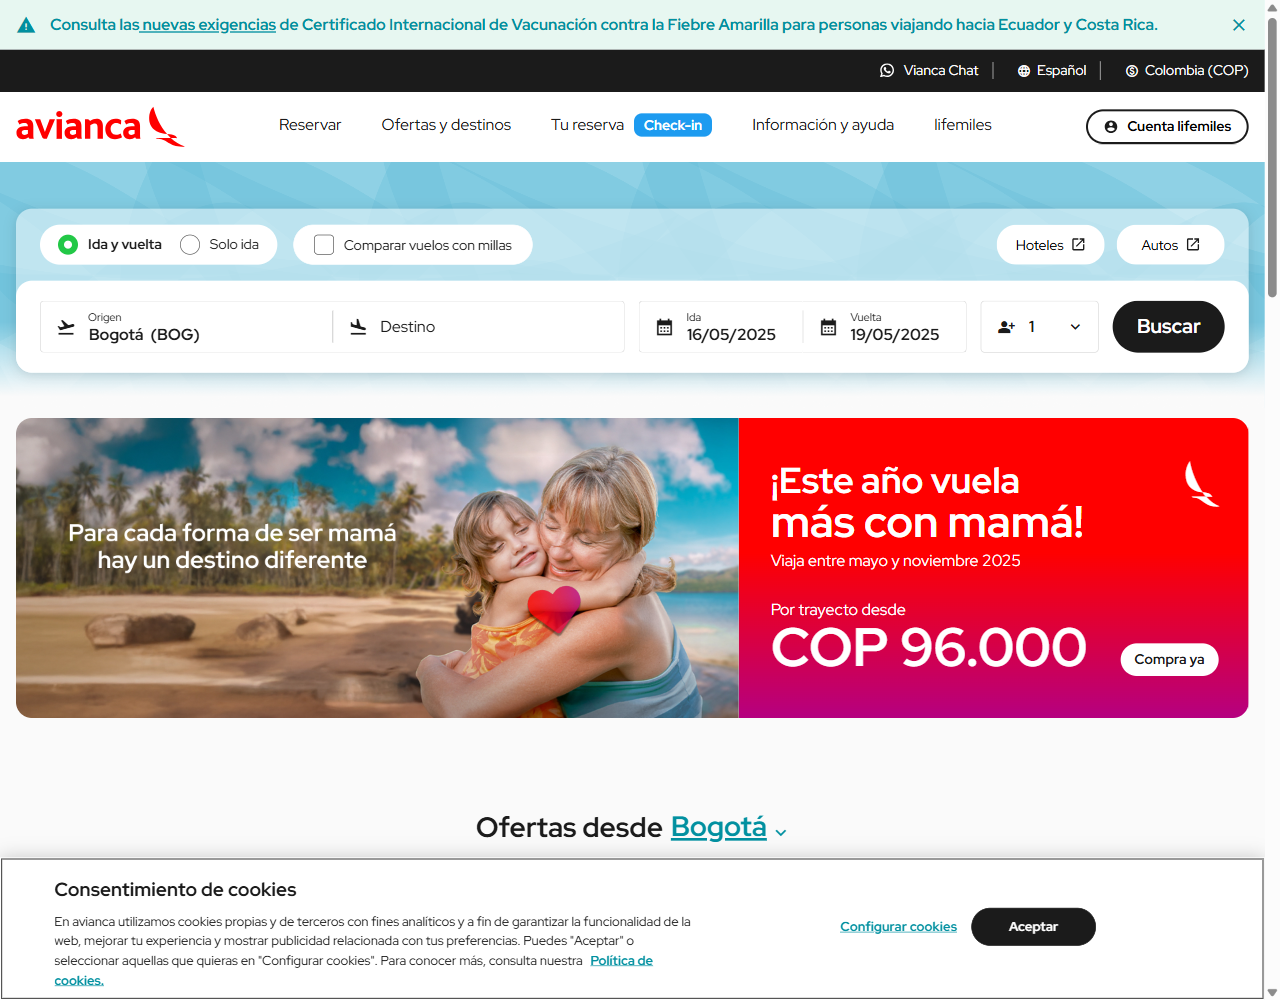 Consulta las nuevas exigencias de Certificado Internacional de Vacunación contra la Fiebre Amarilla para personas viajando hacia Ecuador y Costa Rica.
Vianca Chat
Español
Colombia (COP)
avianca
Reservar
Ofertas y destinos
Tu reserva
Check-in
Información y ayuda
lifemiles
Cuenta lifemiles
Ida y vuelta
Solo ida
Comparar vuelos con millas
Hoteles
Autos
Origen
Bogotá (BOG)
Destino
Ida
16/05/2025
Vuelta
19/05/2025
1
Buscar
Para cada forma de ser mamá
hay un destino diferente
¡Este año vuela
más con mamá!
Viaja entre mayo y noviembre 2025
Por trayecto desde
COP 96.000
Compra ya
Ofertas desde Bogotá
Consentimiento de cookies
En avianca utilizamos cookies propias y de terceros con fines analíticos y a fin de garantizar la funcionalidad de la
web, mejorar tu experiencia y mostrar publicidad relacionada con tus preferencias. Puedes "Aceptar" o
seleccionar aquellas que quieras en "Configurar cookies". Para conocer más, consulta nuestra Política de
cookies.
Configurar cookies
Aceptar